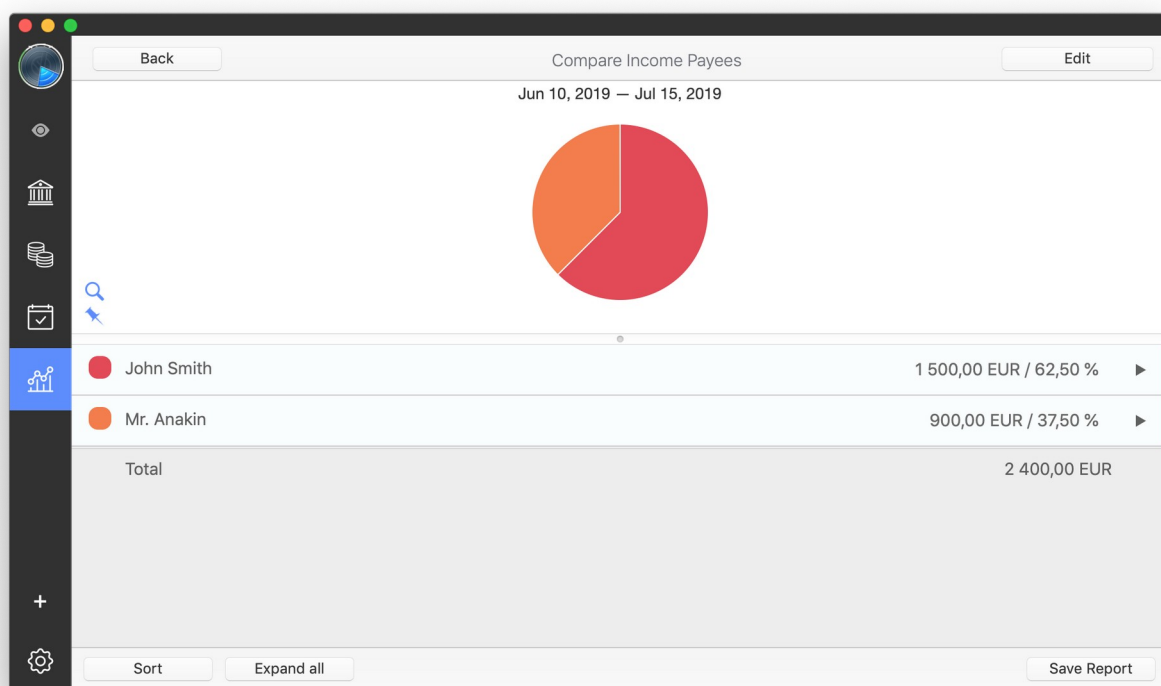 Back Compare Income Payees Edit
Jun 10, 2019 — Jul 15, 2019
John Smith 1 500,00 EUR / 62,50 %
Mr. Anakin 900,00 EUR / 37,50 %
Total 2 400,00 EUR
Sort Expand all Save Report